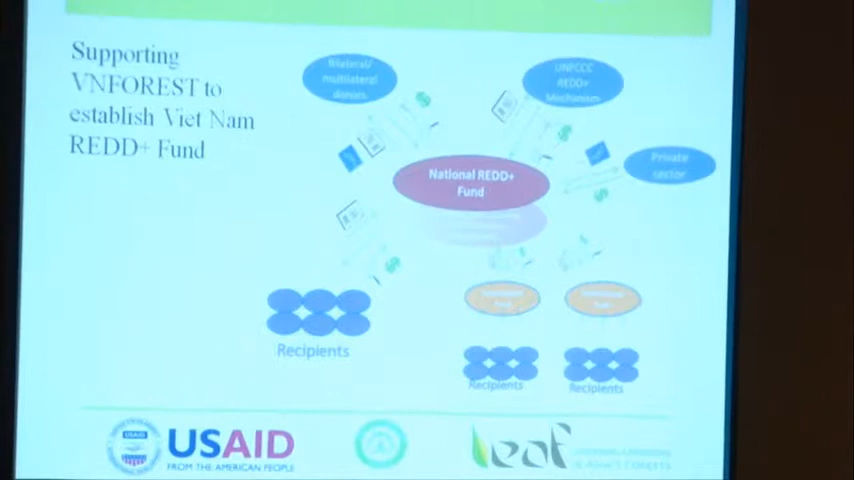 Supporting
VNFOREST to
establish Viet Nam
REDD+ Fund
Bilateral/
multilateral
donors
UNFCCC
REDD+
Mechanism
Private
sector
National REDD+
Fund
Recipients
Recipients
Recipients
USAID
USAID
FROM THE AMERICAN PEOPLE
leaf